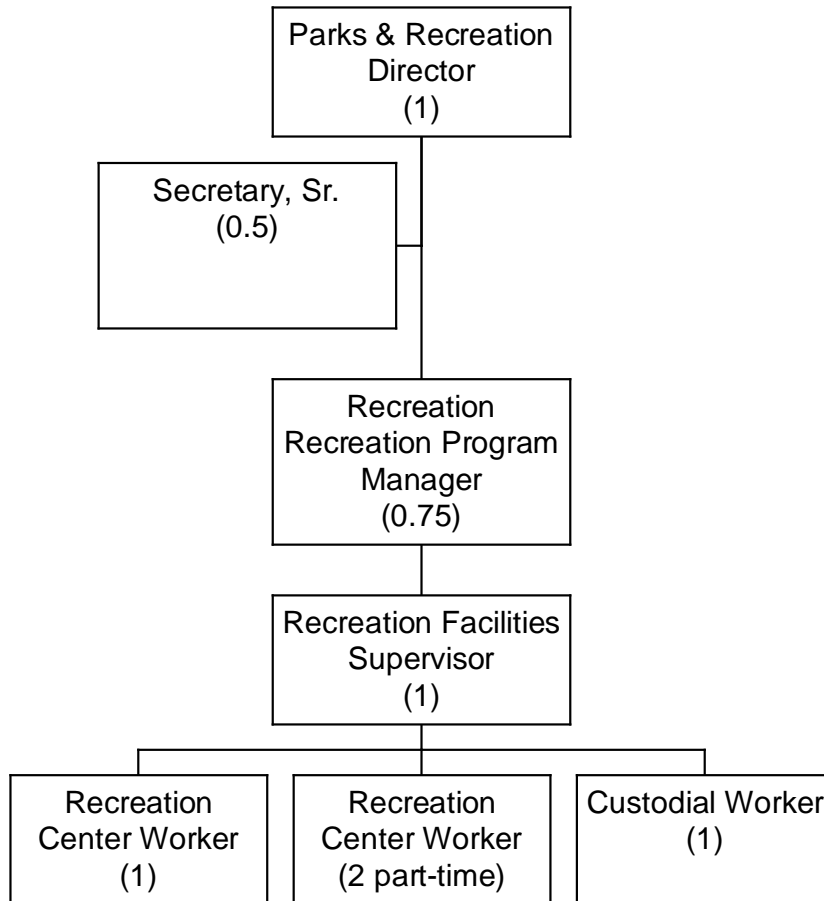 Parks & Recreation
Director
(1)
Secretary, Sr.
(0.5)
Recreation
Recreation Program
Manager
(0.75)
Recreation Facilities
Supervisor
(1)
Recreation
Center Worker
(1)
Recreation
Center Worker
(2 part-time)
Custodial Worker
(1)